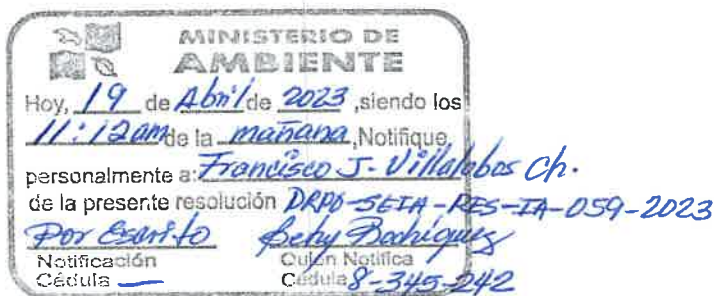 MINISTERIO DE
AMBIENTE
Hoy, 19 de Abril de 2023, siendo los
11:12am de la mañana, Notifique
personalmente a: Francisco J. Villalobos Ch.
de la presente resolución DRPO-SEIA-RES-IA-059-2023
Por Escrito Betzy
Notificación Quién Notifica
Cédula — Cédula 8-345-242